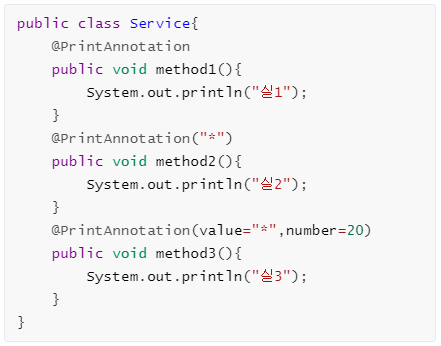 public class Service{
    @PrintAnnotation
    public void method1(){
        System.out.println("실1");
    }
    @PrintAnnotation("*")
    public void method2(){
        System.out.println("실2");
    }
    @PrintAnnotation(value="*",number=20)
    public void method3(){
        System.out.println("실3");
    }
}